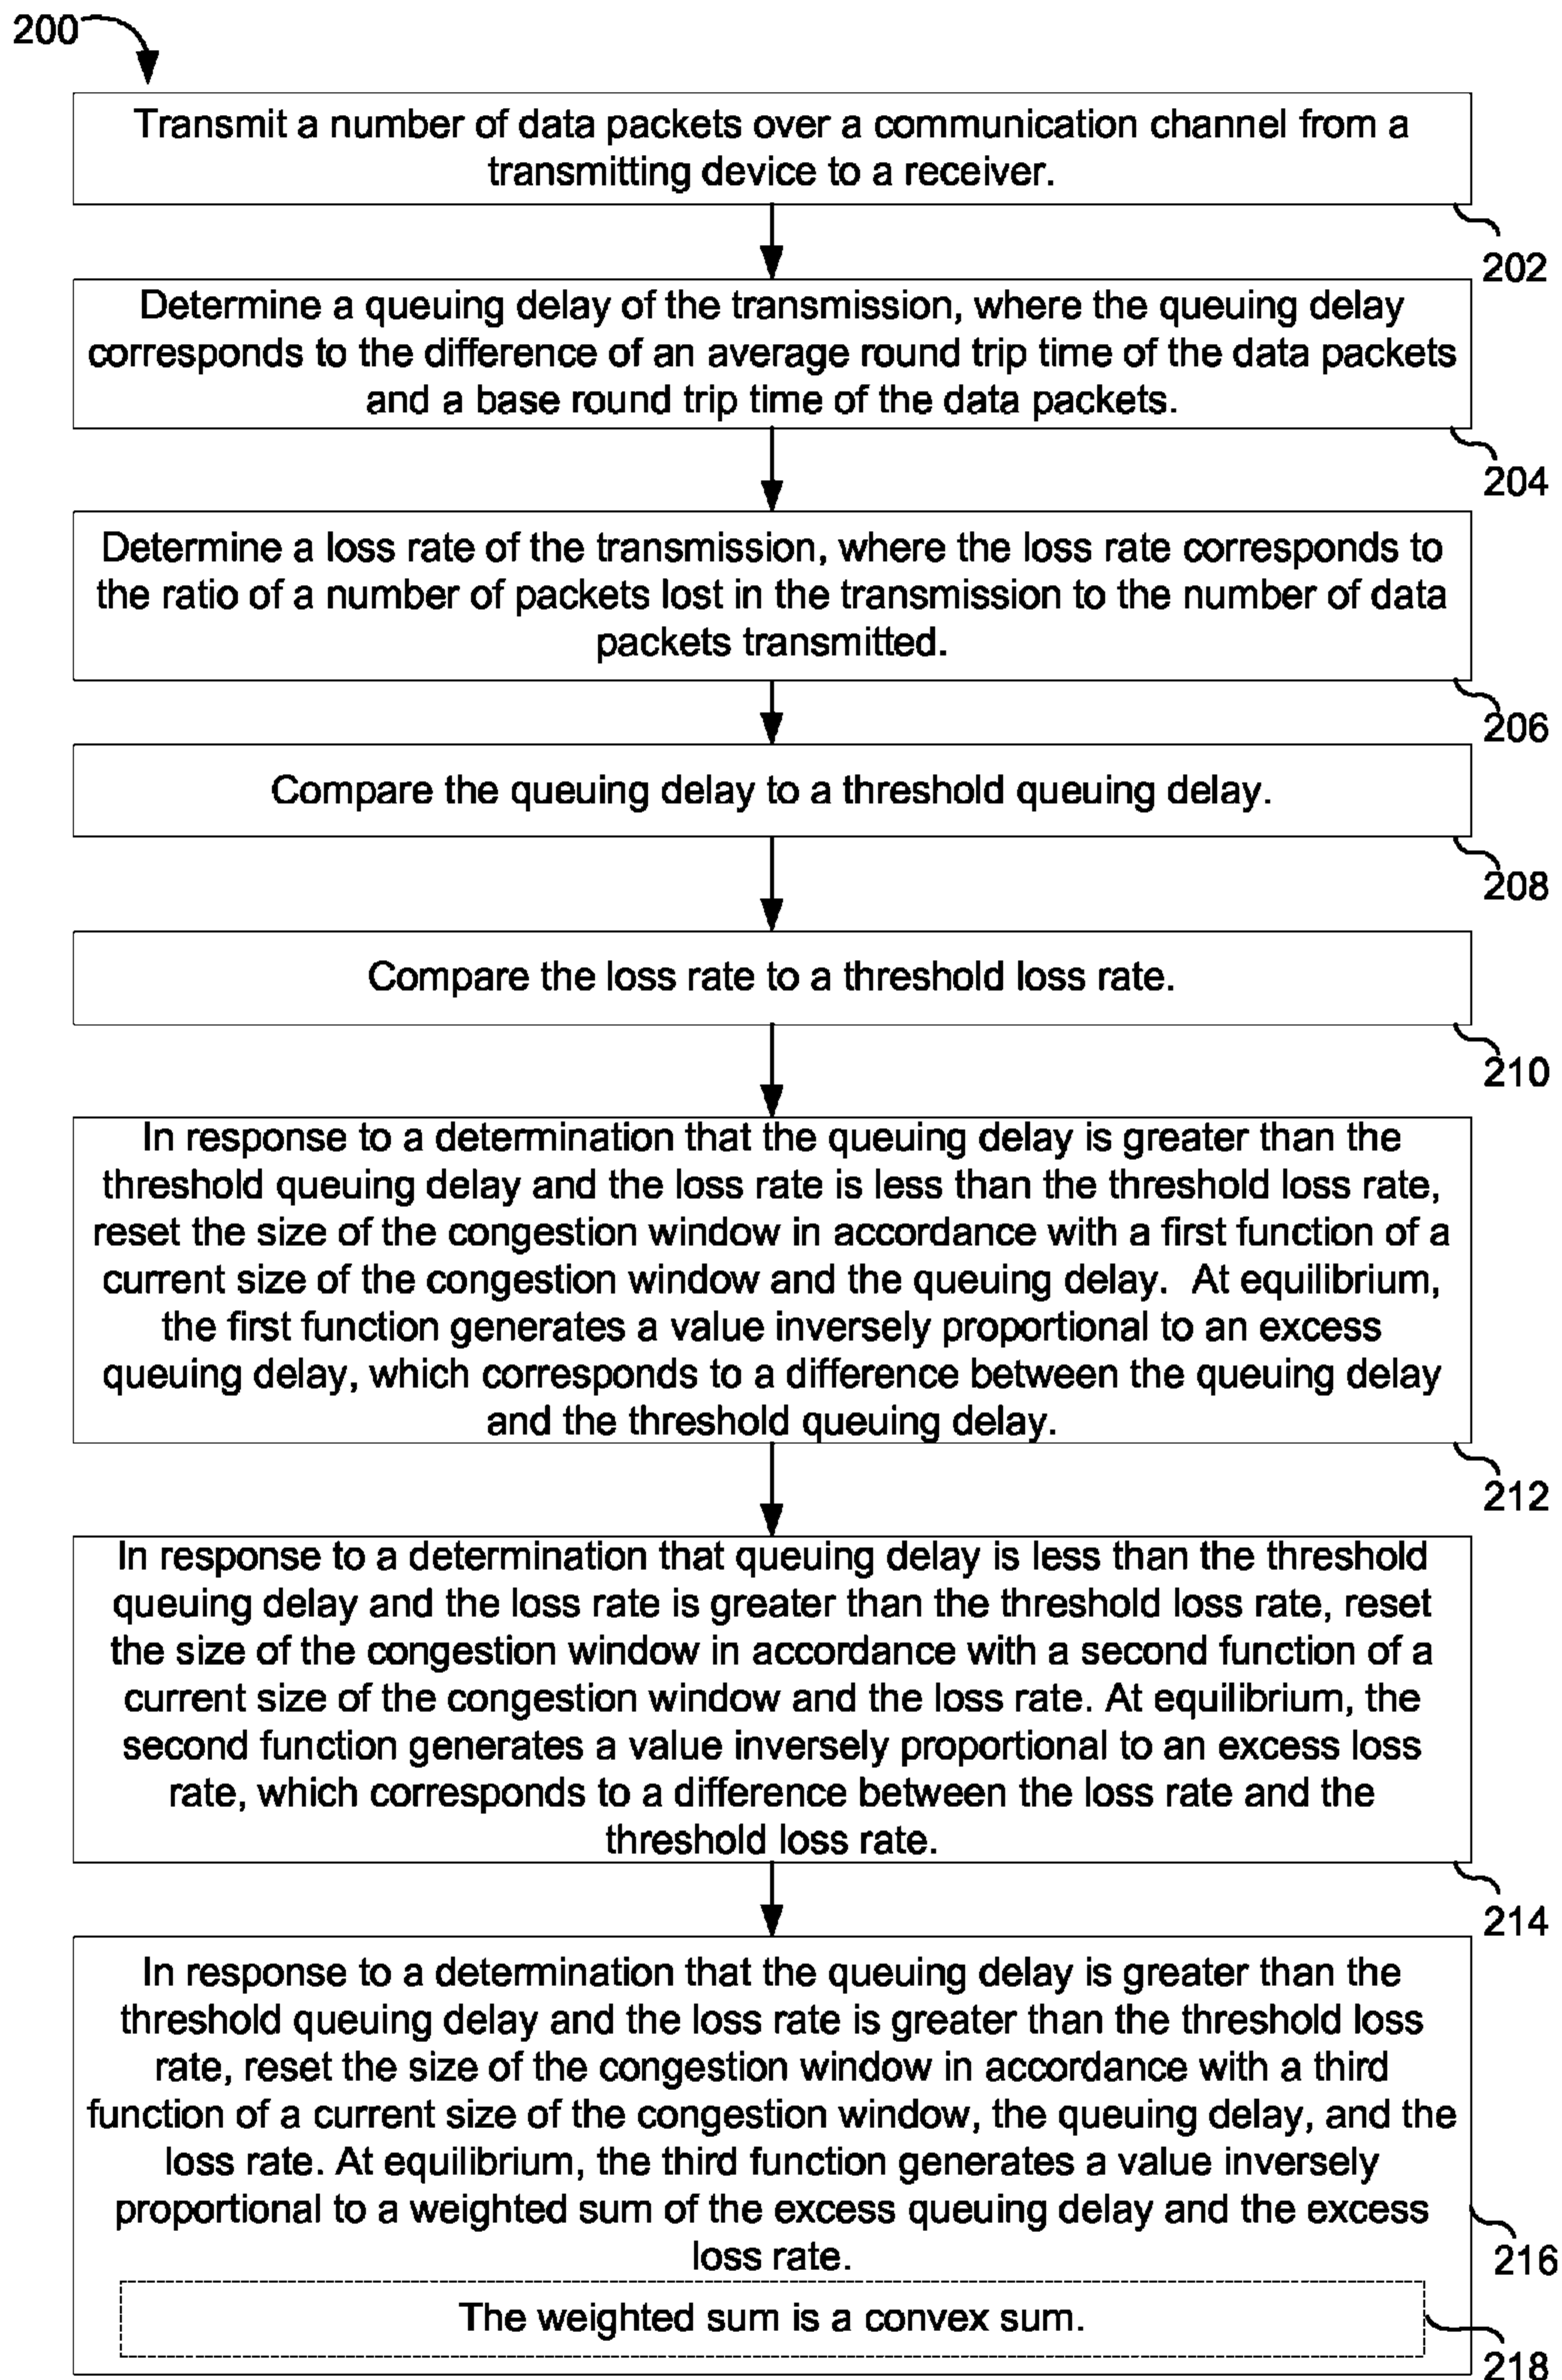 200
Transmit a number of data packets over a communication channel from a
transmitting device to a receiver.
202
Determine a queuing delay of the transmission, where the queuing delay
corresponds to the difference of an average round trip time of the data packets
and a base round trip time of the data packets.
204
Determine a loss rate of the transmission, where the loss rate corresponds to
the ratio of a number of packets lost in the transmission to the number of data
packets transmitted.
206
Compare the queuing delay to a threshold queuing delay.
208
Compare the loss rate to a threshold loss rate.
210
In response to a determination that the queuing delay is greater than the
threshold queuing delay and the loss rate is less than the threshold loss rate,
reset the size of the congestion window in accordance with a first function of a
current size of the congestion window and the queuing delay. At equilibrium,
the first function generates a value inversely proportional to an excess
queuing delay, which corresponds to a difference between the queuing delay
and the threshold queuing delay.
212
In response to a determination that queuing delay is less than the threshold
queuing delay and the loss rate is greater than the threshold loss rate, reset
the size of the congestion window in accordance with a second function of a
current size of the congestion window and the loss rate. At equilibrium, the
second function generates a value inversely proportional to an excess loss
rate, which corresponds to a difference between the loss rate and the
threshold loss rate.
214
In response to a determination that the queuing delay is greater than the
threshold queuing delay and the loss rate is greater than the threshold loss
rate, reset the size of the congestion window in accordance with a third
function of a current size of the congestion window, the queuing delay, and the
loss rate. At equilibrium, the third function generates a value inversely
proportional to a weighted sum of the excess queuing delay and the excess
loss rate.
216
The weighted sum is a convex sum.
218